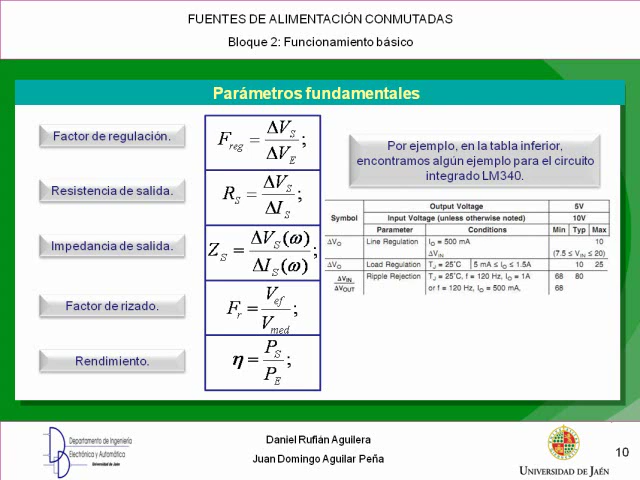 FUENTES DE ALIMENTACIÓN CONMUTADAS
Bloque 2: Funcionamiento básico
Parámetros fundamentales
Factor de regulación.
F_reg = ΔV_S / ΔV_E ;
Resistencia de salida.
R_S = ΔV_S / ΔI_S ;
Impedancia de salida.
Z_S = ΔV_S(ω) / ΔI_S(ω) ;
Factor de rizado.
F_r = V_ef / V_med ;
Rendimiento.
η = P_S / P_E ;
Por ejemplo, en la tabla inferior,
encontramos algún ejemplo para el circuito
integrado LM340.
Symbol Output Voltage 5V
Input Voltage (unless otherwise noted) 10V
Parameter Conditions Min Typ Max
ΔV_O Line Regulation I_O = 500 mA 10
ΔV_IN (7.5 ≤ V_IN ≤ 20)
ΔV_O Load Regulation T_J = 25°C 5 mA ≤ I_O ≤ 1.5A 10 25
ΔV_IN / ΔV_OUT Ripple Rejection T_J = 25°C, f = 120 Hz, I_O = 1A 68 80
or f = 120 Hz, I_O = 500 mA, 68
Departamento de Ingeniería
Electrónica y Automática
Universidad de Jaén
Daniel Rufián Aguilera
Juan Domingo Aguilar Peña
UNIVERSIDAD DE JAÉN
10